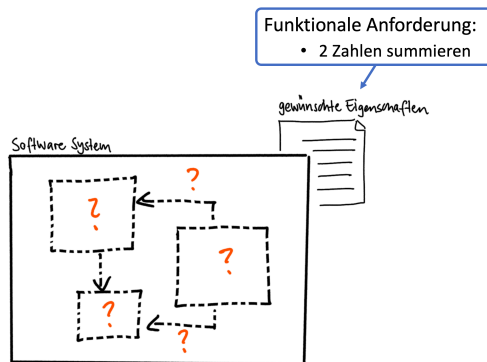 Funktionale Anforderung:
• 2 Zahlen summieren
gewünschte Eigenschaften
Software System
?
?
?
?
?